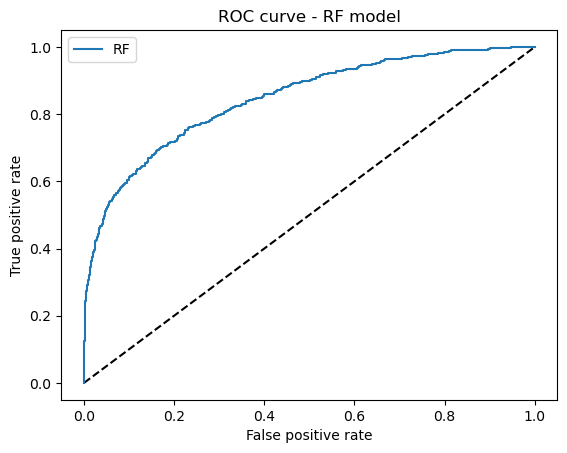 ROC curve - RF model
RF
True positive rate
1.0
0.8
0.6
0.4
0.2
0.0
0.0 0.2 0.4 0.6 0.8 1.0
False positive rate